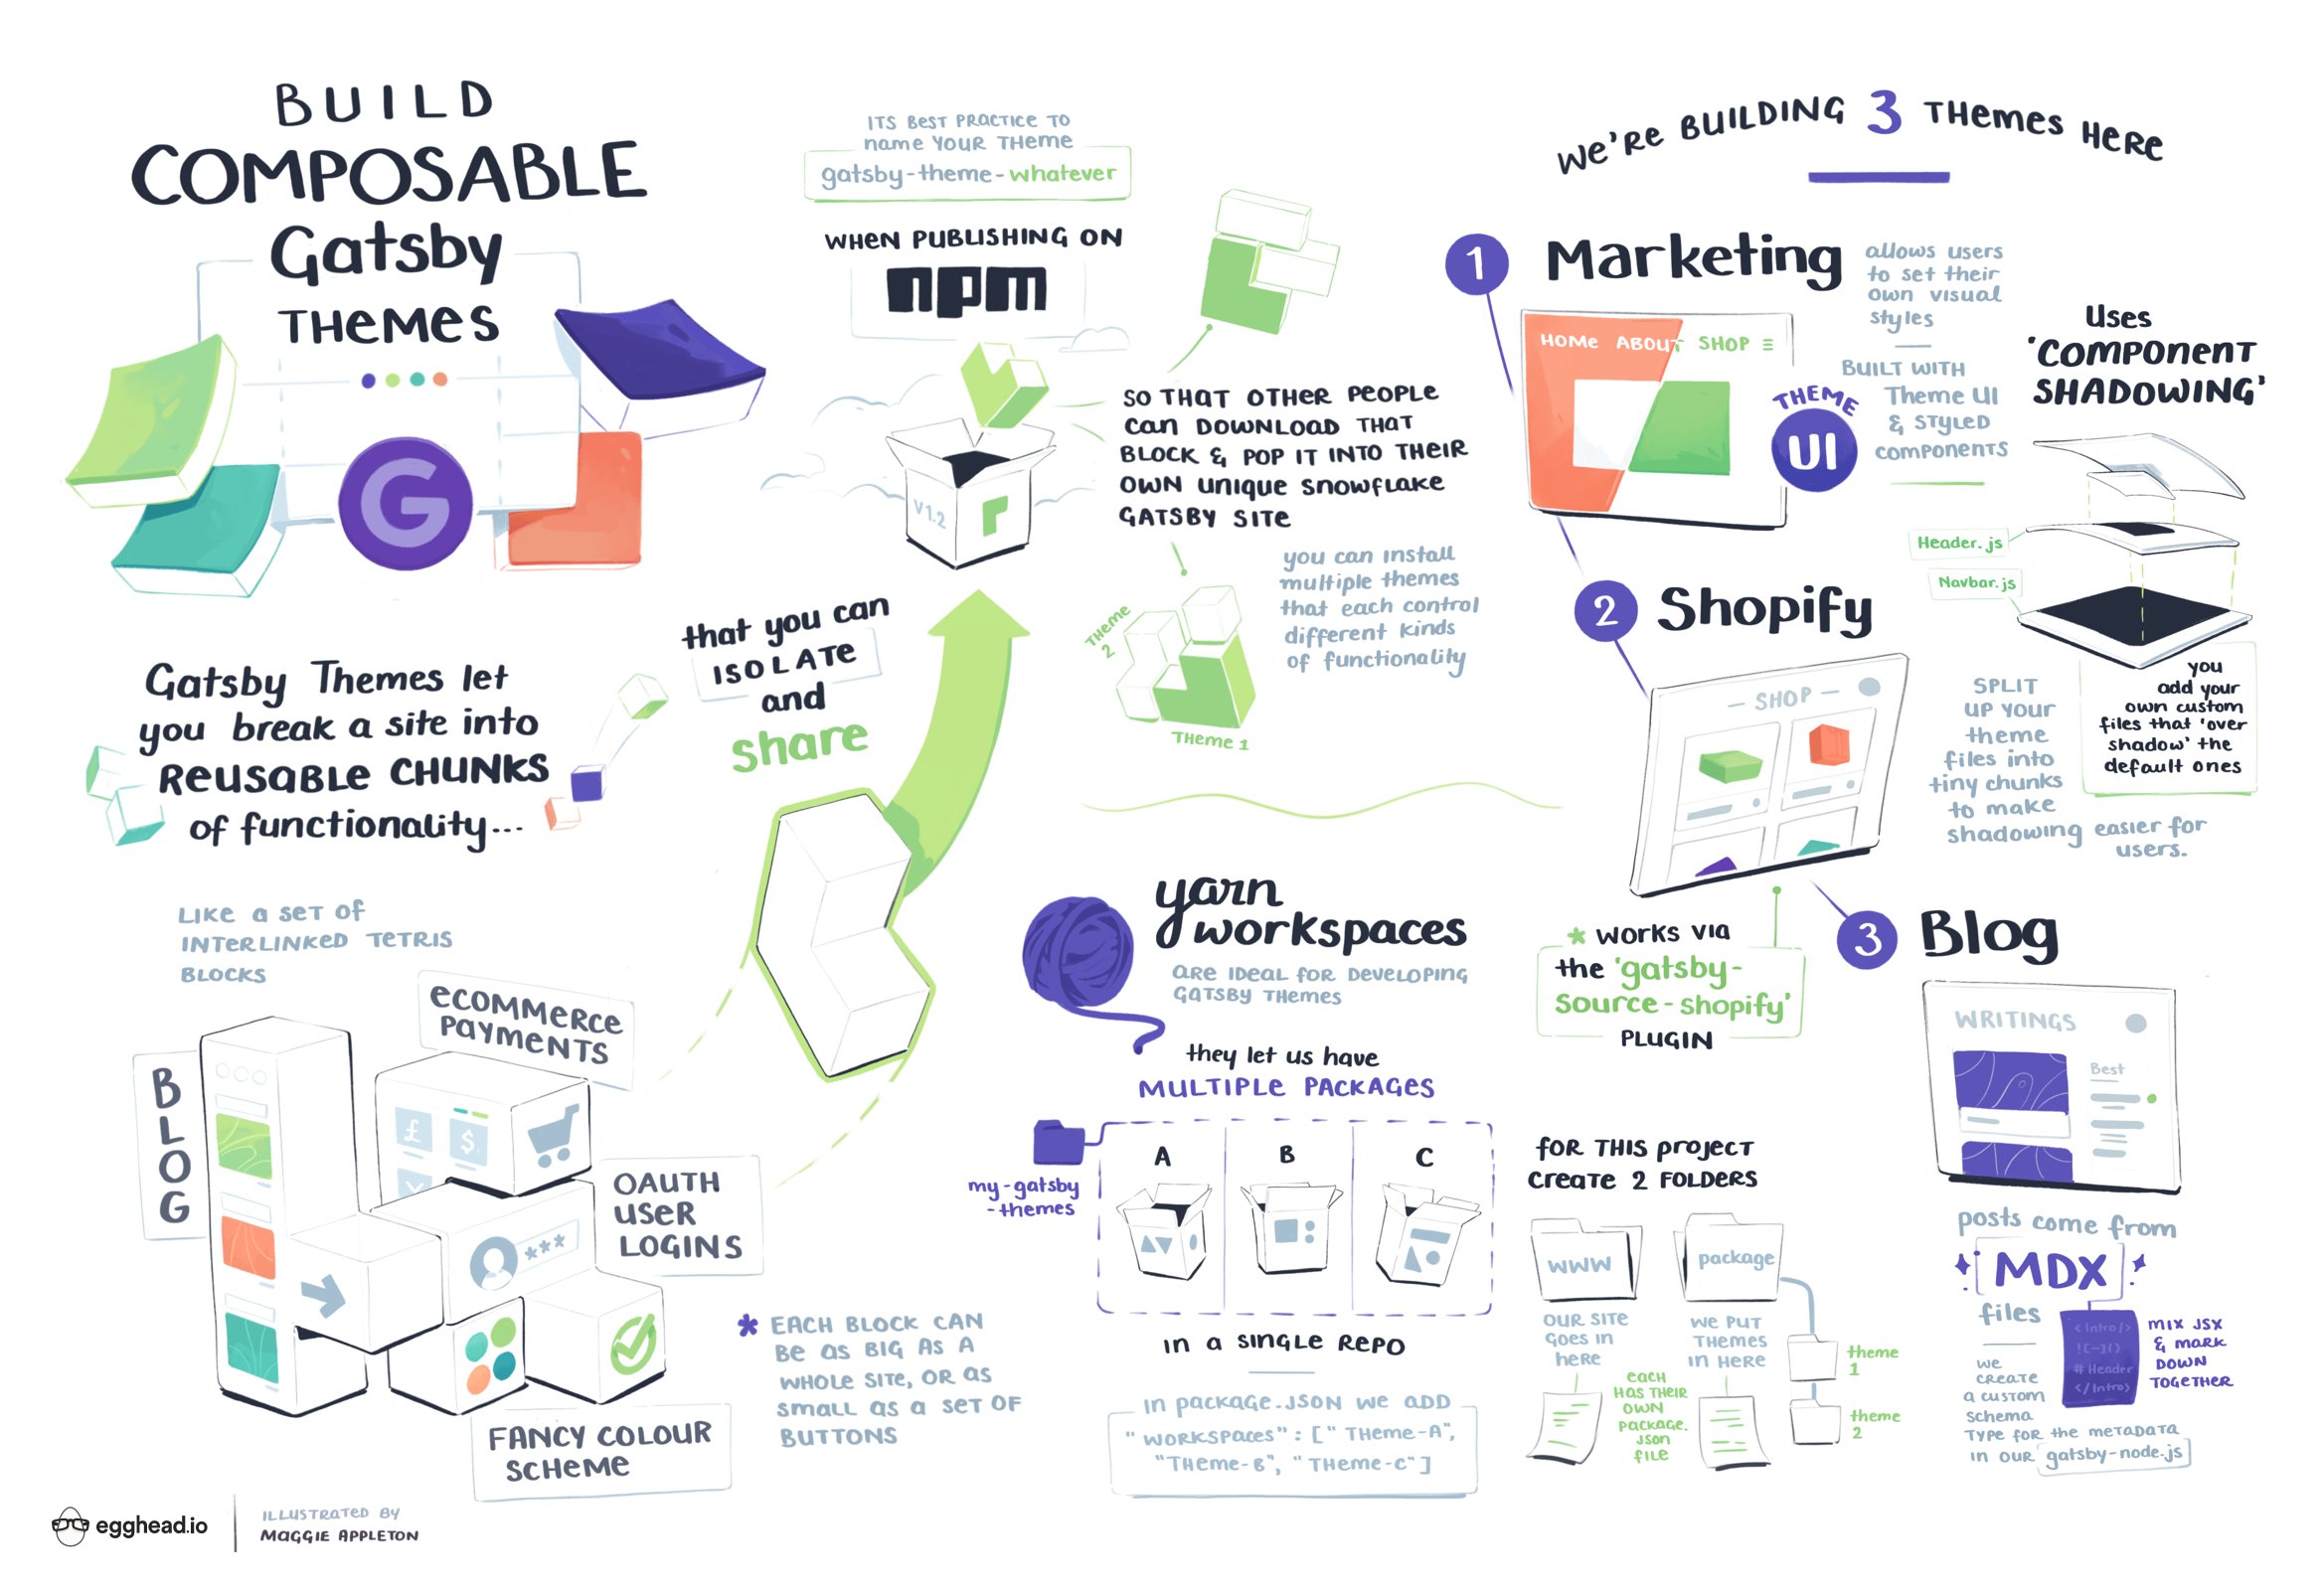 BUILD
COMPOSABLE
Gatsby
THEMES
G
Gatsby Themes let
you break a site into
REUSABLE CHUNKS
of functionality...
LIKE A SET OF
INTERLINKED TETRIS
BLOCKS
BLOG
ECOMMERCE
PAYMENTS
£
$
OAUTH
USER
LOGINS
***
FANCY COLOUR
SCHEME
* EACH BLOCK CAN
BE AS BIG AS A
WHOLE SITE, OR AS
SMALL AS A SET OF
BUTTONS
that you can
ISOLATE
and
share
ITS BEST PRACTICE TO
NAME YOUR THEME
gatsby-theme-whatever
WHEN PUBLISHING ON
npm
V1.2
SO THAT OTHER PEOPLE
CAN DOWNLOAD THAT
BLOCK & POP IT INTO THEIR
OWN UNIQUE SNOWFLAKE
GATSBY SITE
THEME
2
THEME 1
you can install
multiple themes
that each control
different kinds
of functionality
yarn
workspaces
ARE IDEAL FOR DEVELOPING
GATSBY THEMES
they let us have
MULTIPLE PACKAGES
my-gatsby
-themes
A
B
C
IN A SINGLE REPO
IN package.JSON WE ADD
"WORKSPACES": ["THEME-A",
"THEME-B", "THEME-C"]
WE'RE BUILDING 3 THEMES HERE
1
Marketing
allows users
to set their
own visual
styles
HOME ABOUT SHOP
THEME
UI
BUILT WITH
Theme UI
& STYLED
components
Uses
'COMPONENT
SHADOWING'
Header.js
Navbar.js
you
add your
own custom
files that 'over
shadow' the
default ones
SPLIT
UP YOUR
theme
files into
tiny chunks
to make
shadowing easier for
users.
2
Shopify
— SHOP —
* WORKS VIA
the 'gatsby-
source-shopify'
PLUGIN
FOR THIS PROJECT
CREATE 2 FOLDERS
WWW
package
OUR SITE
GOES IN
HERE
WE PUT
THEMES
IN HERE
EACH
HAS THEIR
OWN
PACKAGE.
JSON
FILE
theme
1
theme
2
3
Blog
WRITINGS
Best
posts come from
MDX
files
<Intro/>
![-]()
# Header
</Intro>
MIX JSX
& MARK
DOWN
TOGETHER
WE
CREATE
A CUSTOM
SCHEMA
TYPE FOR THE METADATA
IN OUR gatsby-node.js
egghead.io
ILLUSTRATED BY
MAGGIE APPLETON